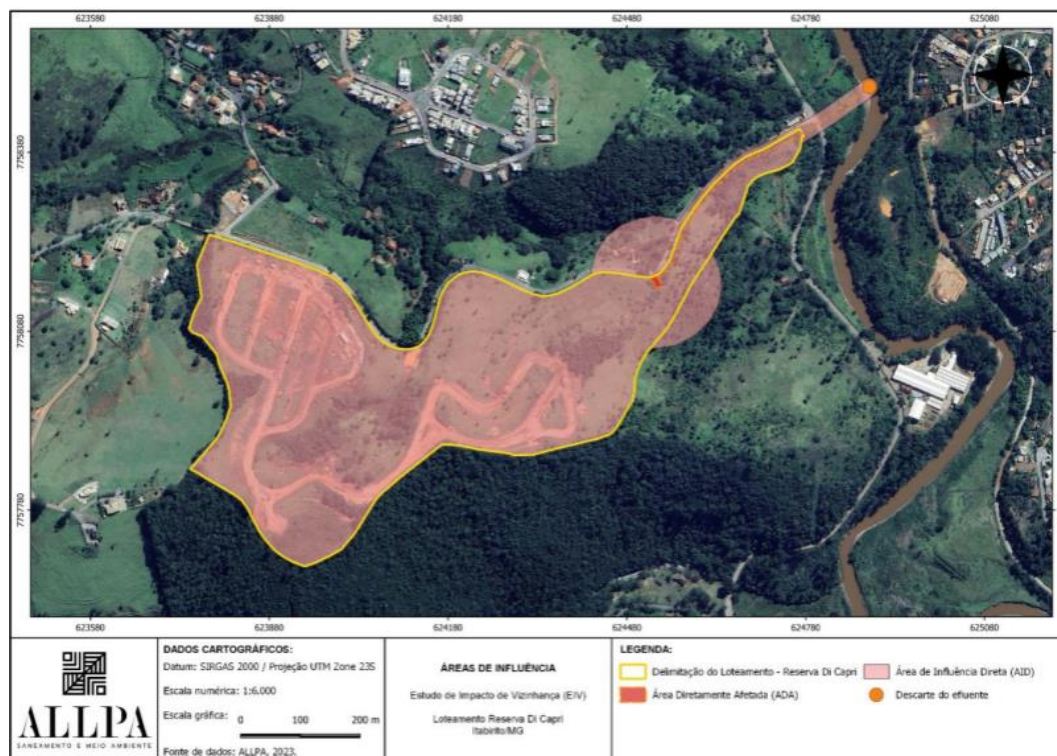 623580 623880 624180 624480 624780 625080
7758380
7758080
7757780
7758380
7758080
7757780
623580 623880 624180 624480 624780 625080
ALLPA
SANEAMENTO E MEIO AMBIENTE
DADOS CARTOGRÁFICOS:
Datum: SIRGAS 2000 / Projeção UTM Zone 23S
Escala numérica: 1:6.000
Escala gráfica: 0 100 200 m
Fonte de dados: ALLPA, 2023.
ÁREAS DE INFLUÊNCIA
Estudo de Impacto de Vizinhança (EIV)
Loteamento Reserva Di Capri
Itabirito/MG
LEGENDA:
Delimitação do Loteamento - Reserva Di Capri
Área de Influência Direta (AID)
Área Diretamente Afetada (ADA)
Descarte do efluente